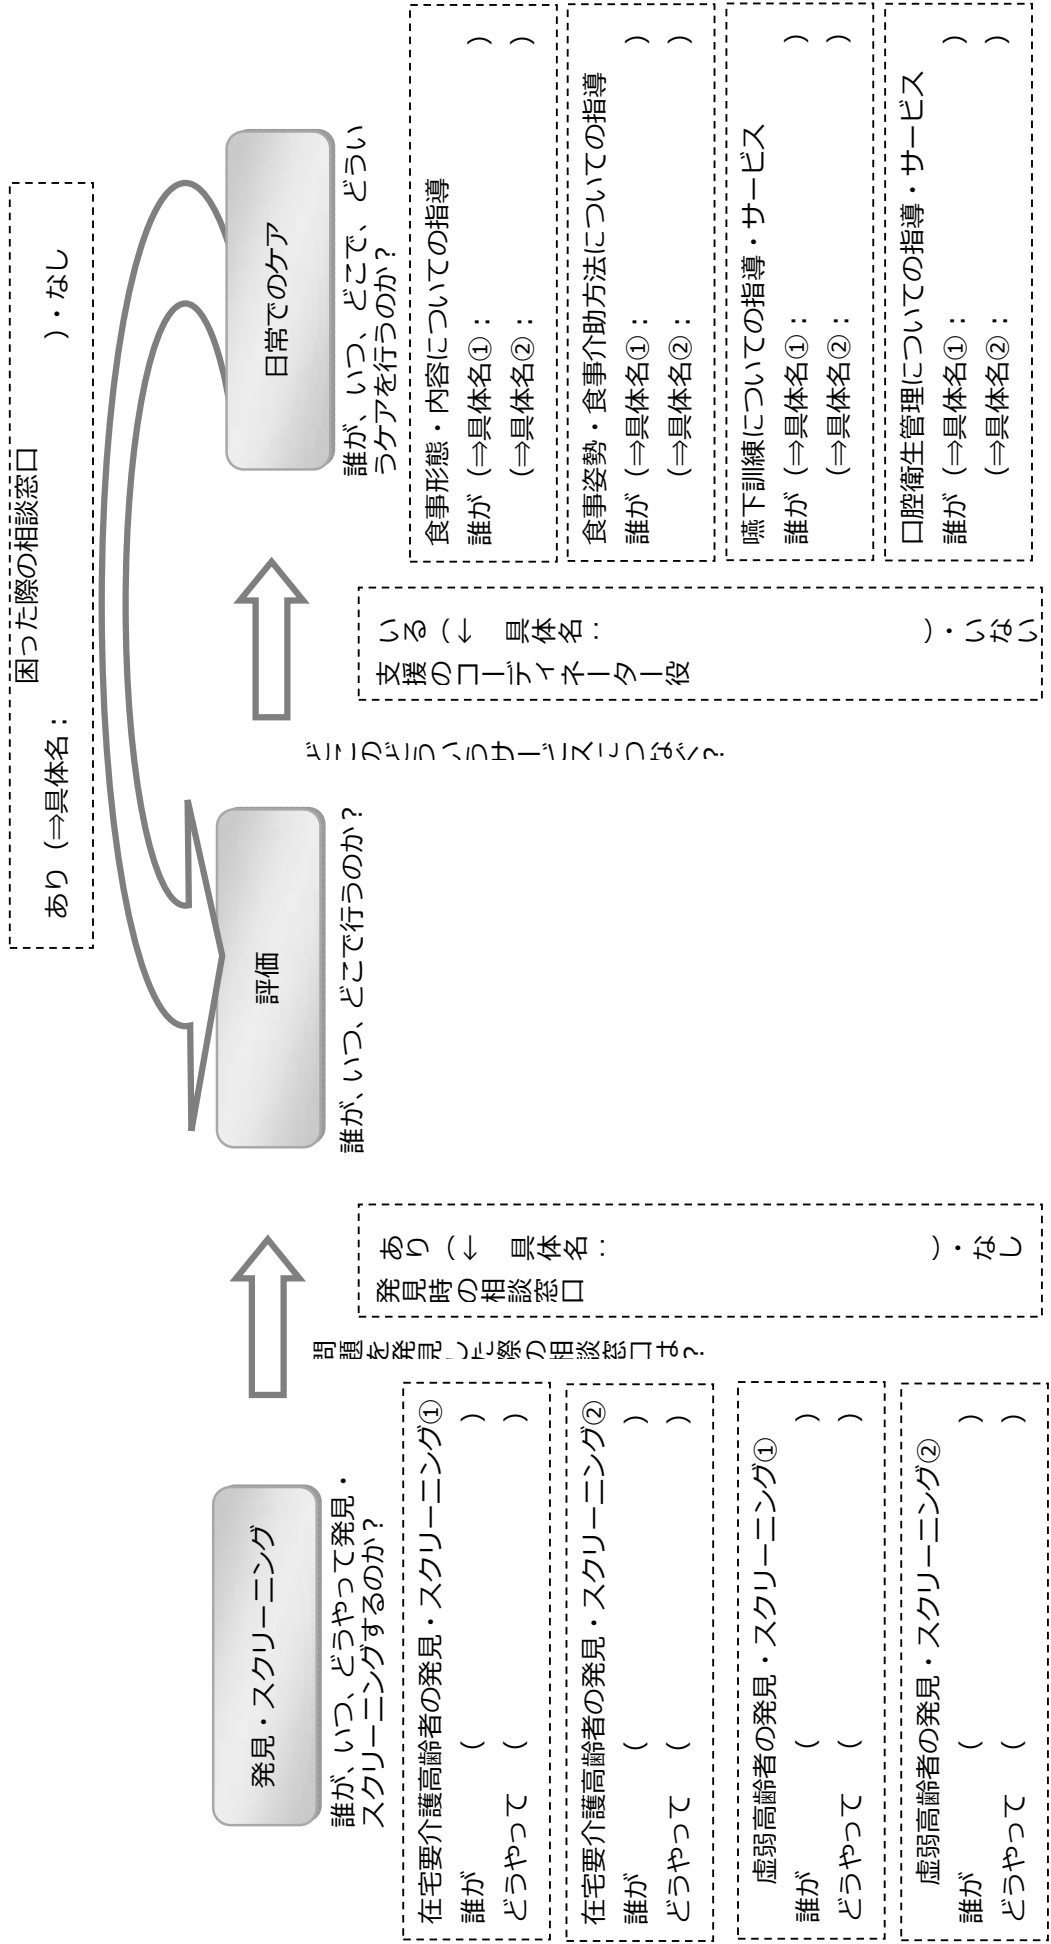 困った際の相談窓口
あり（⇒具体名：　　　　　　　　　　）・なし
発見・スクリーニング
誰が、いつ、どうやって発見・
スクリーニングするのか？
在宅要介護高齢者の発見・スクリーニング①
誰が　　　（　　　　　　　　　　）
どうやって（　　　　　　　　　　）
在宅要介護高齢者の発見・スクリーニング②
誰が　　　（　　　　　　　　　　）
どうやって（　　　　　　　　　　）
虚弱高齢者の発見・スクリーニング①
誰が　　　（　　　　　　　　　　）
どうやって（　　　　　　　　　　）
虚弱高齢者の発見・スクリーニング②
誰が　　　（　　　　　　　　　　）
どうやって（　　　　　　　　　　）
問題を発見した際の相談窓口は？
発見時の相談窓口
あり（→　具体名：　　　　　　　　　　）・なし
評価
誰が、いつ、どこで行うのか？
どこのどういうサービスにつなぐ？
支援のコーディネーター役
いる（→　具体名：　　　　　　　　　　）・いない
日常でのケア
誰が、いつ、どこで、どうい
うケアを行うのか？
食事形態・内容についての指導
誰が（⇒具体名①：　　　　　　　　　　）
（⇒具体名②：　　　　　　　　　　）
食事姿勢・食事介助方法についての指導
誰が（⇒具体名①：　　　　　　　　　　）
（⇒具体名②：　　　　　　　　　　）
嚥下訓練についての指導・サービス
誰が（⇒具体名①：　　　　　　　　　　）
（⇒具体名②：　　　　　　　　　　）
口腔衛生管理についての指導・サービス
誰が（⇒具体名①：　　　　　　　　　　）
（⇒具体名②：　　　　　　　　　　）